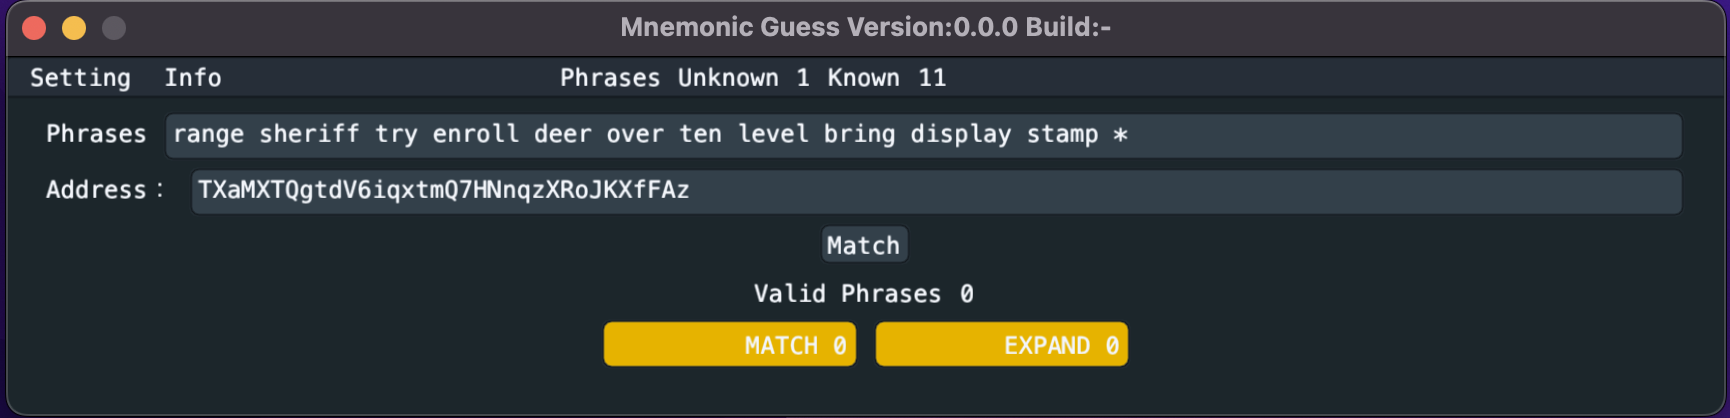 Mnemonic Guess Version:0.0.0 Build:-
Setting Info Phrases Unknown 1 Known 11
Phrases range sheriff try enroll deer over ten level bring display stamp *
Address: TXaMXTQgtdV6iqxtmQ7HNnqzXRoJKXfFAz
Match
Valid Phrases 0
MATCH 0 EXPAND 0